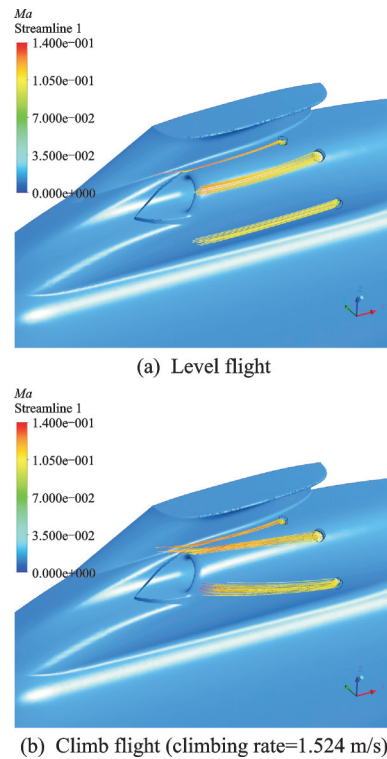 Ma
Streamline 1
1.400e−001
1.050e−001
7.000e−002
3.500e−002
0.000e+000
(a) Level flight
Ma
Streamline 1
1.400e−001
1.050e−001
7.000e−002
3.500e−002
0.000e+000
(b) Climb flight (climbing rate=1.524 m/s)